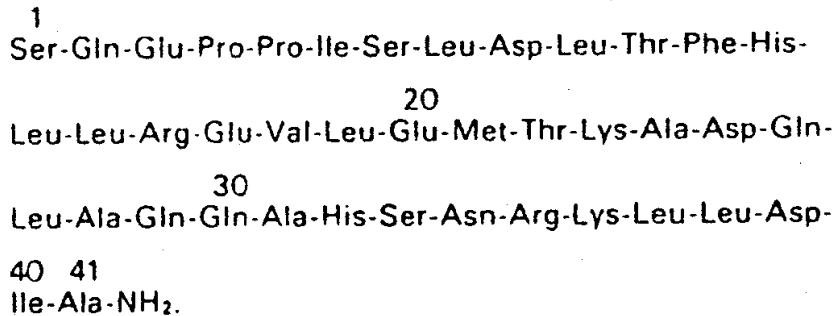 1
Ser-Gln-Glu-Pro-Pro-Ile-Ser-Leu-Asp-Leu-Thr-Phe-His-
20
Leu-Leu-Arg-Glu-Val-Leu-Glu-Met-Thr-Lys-Ala-Asp-Gln-
30
Leu-Ala-Gln-Gln-Ala-His-Ser-Asn-Arg-Lys-Leu-Leu-Asp-
40 41
Ile-Ala-NH₂.